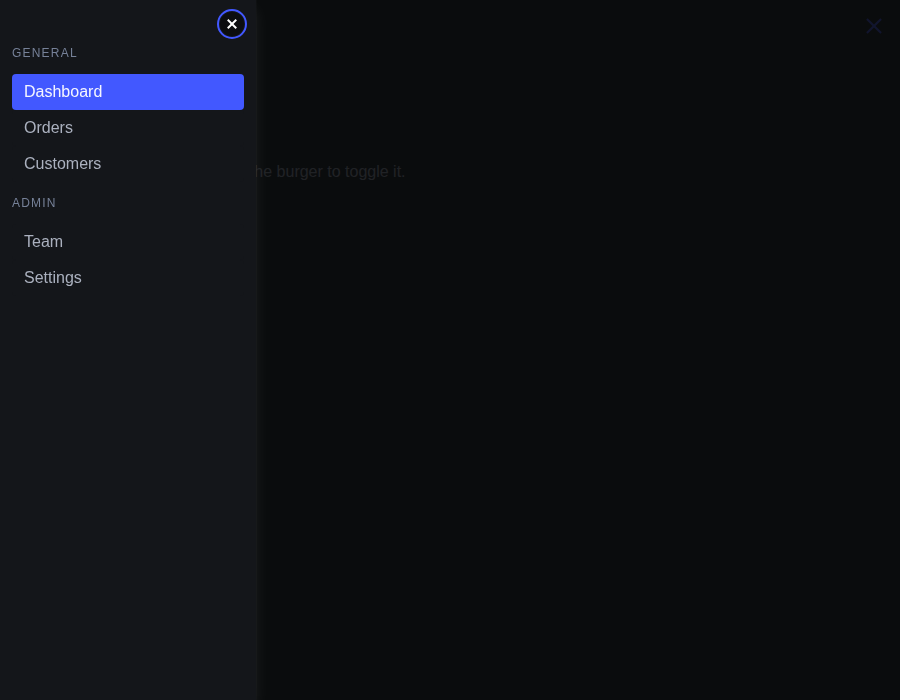 GENERAL
Dashboard
Orders
Customers
he burger to toggle it.
ADMIN
Team
Settings